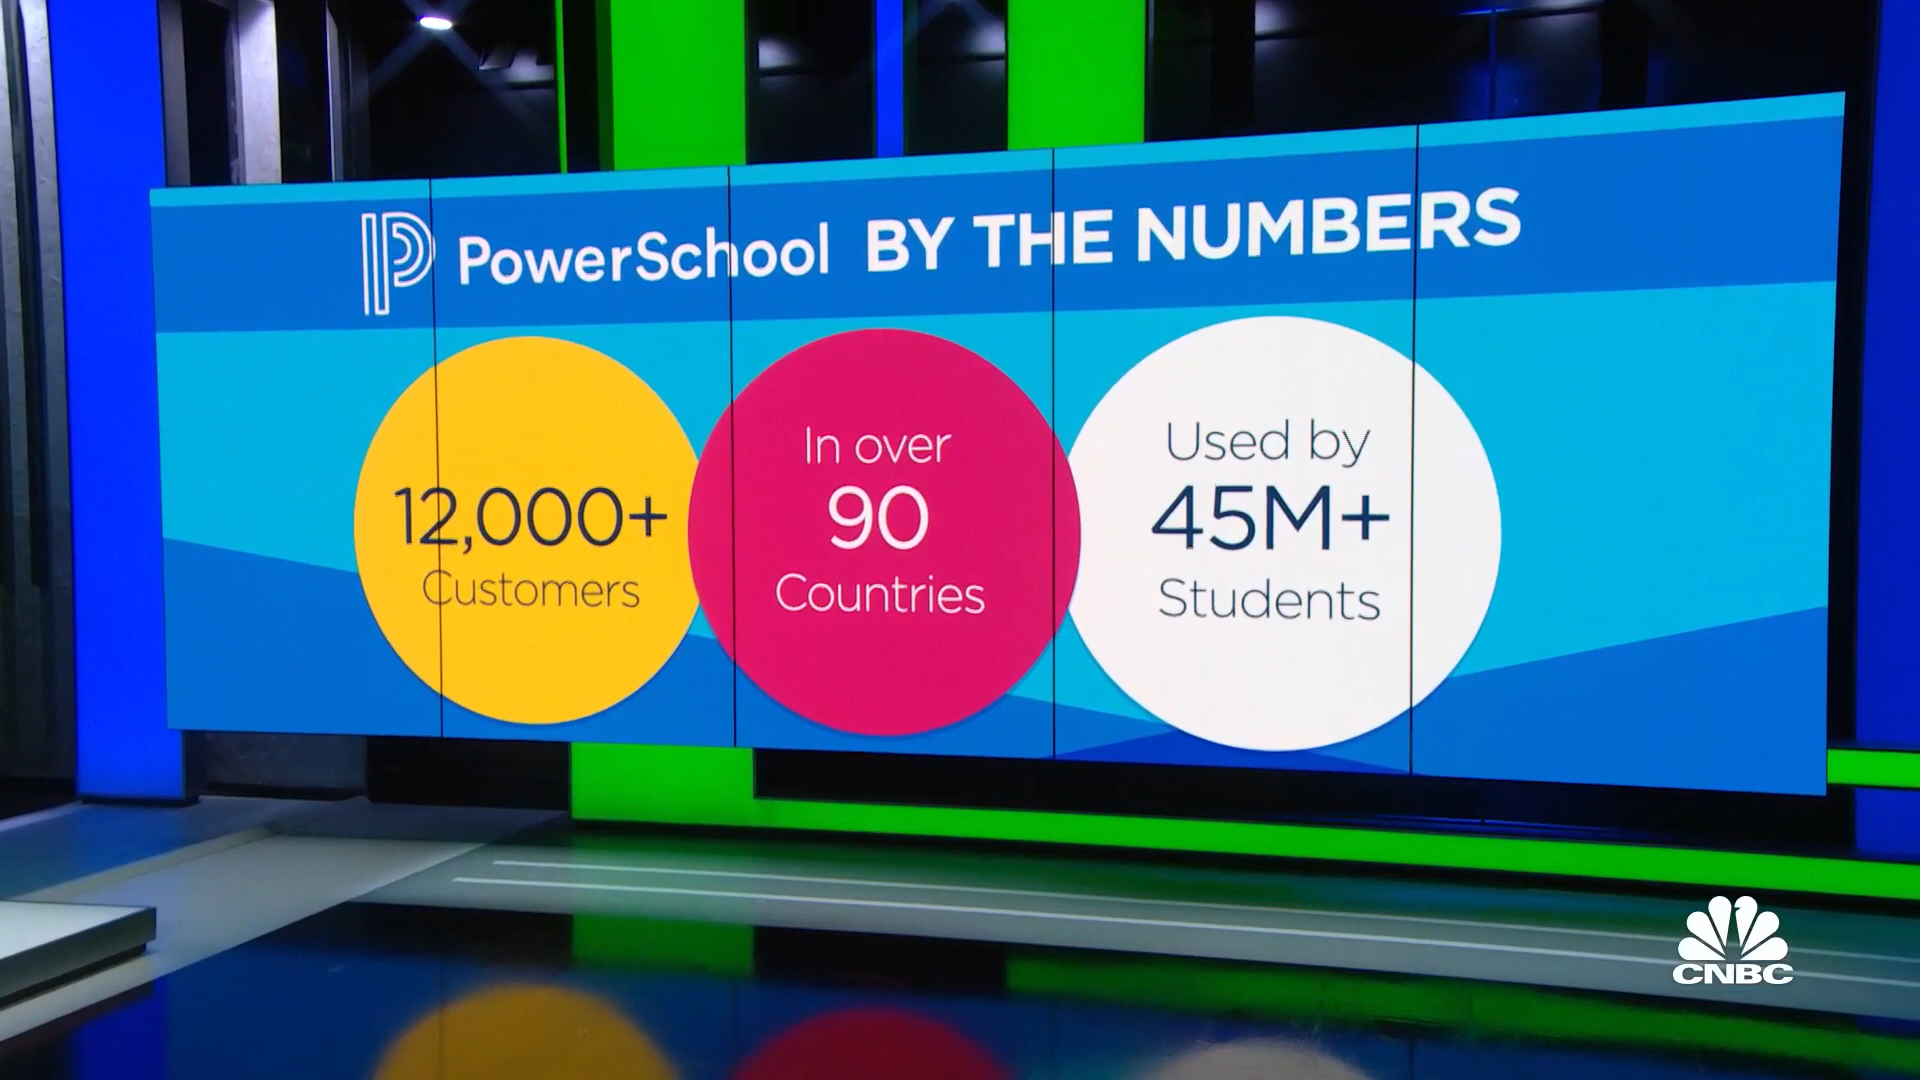 PowerSchool BY THE NUMBERS
12,000+
Customers
In over
90
Countries
Used by
45M+
Students
CNBC